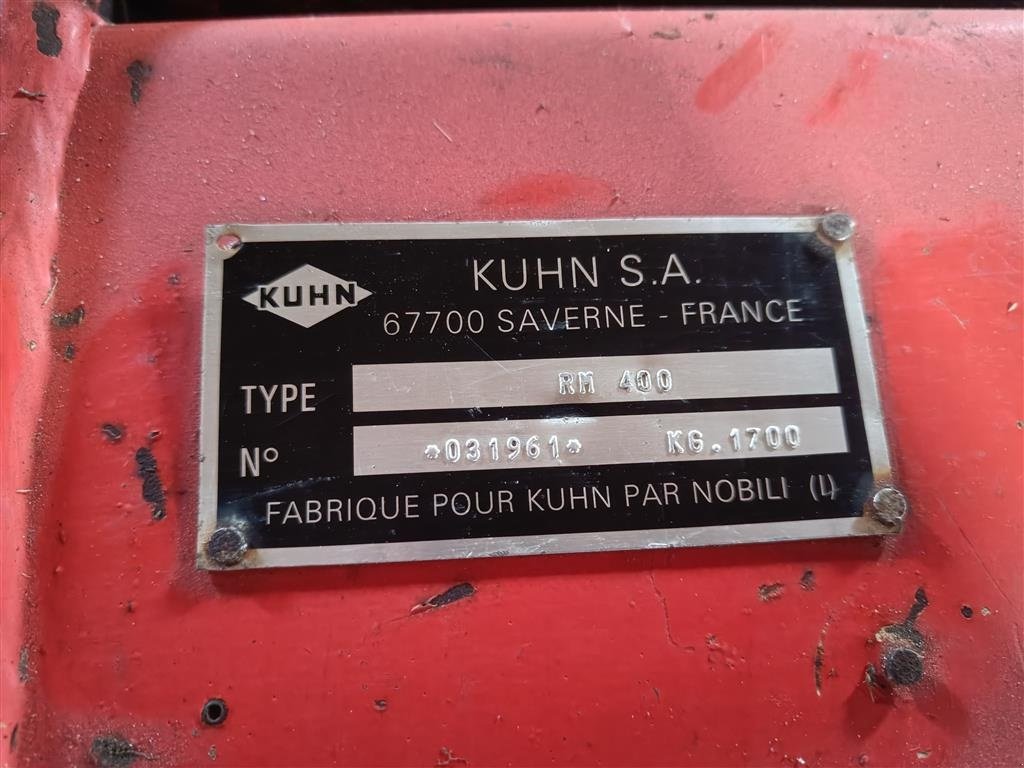 KUHN
KUHN S.A.
67700 SAVERNE - FRANCE
TYPE RM 400
N° *031961* KG.1700
FABRIQUE POUR KUHN PAR NOBILI (I)